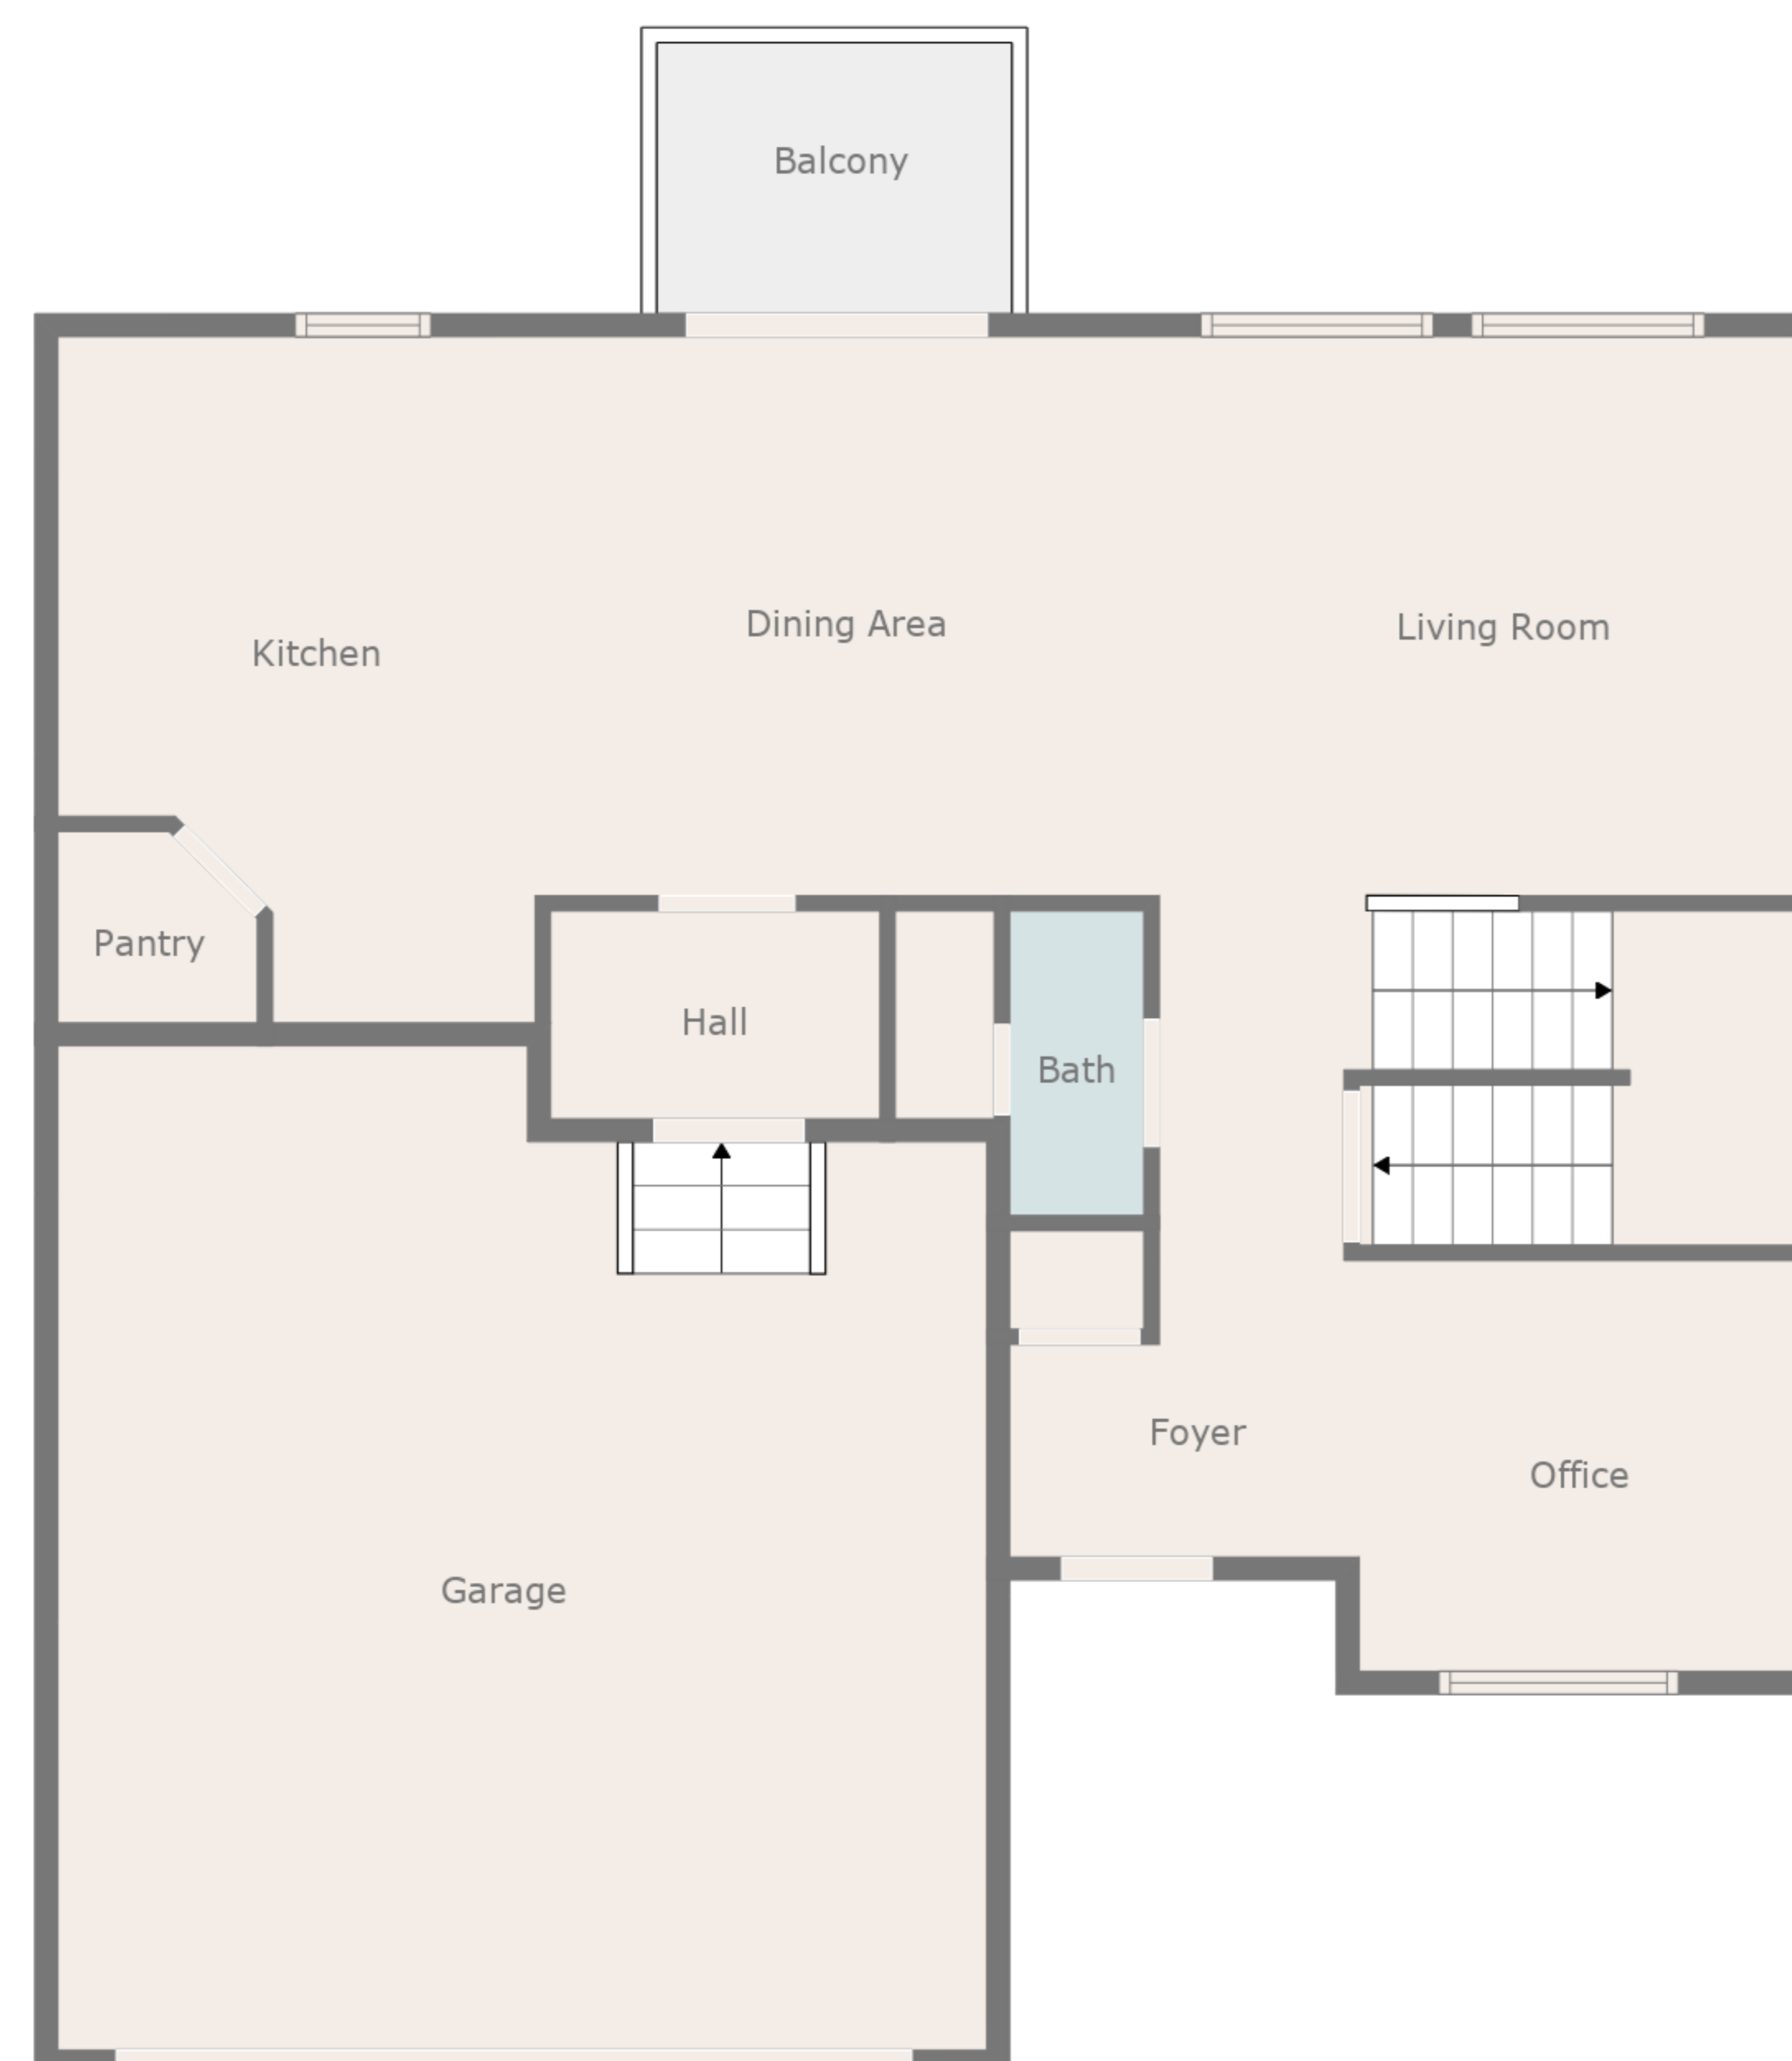 Balcony
Dining Area
Living Room
Kitchen
Pantry
Hall
Bath
Foyer
Office
Garage